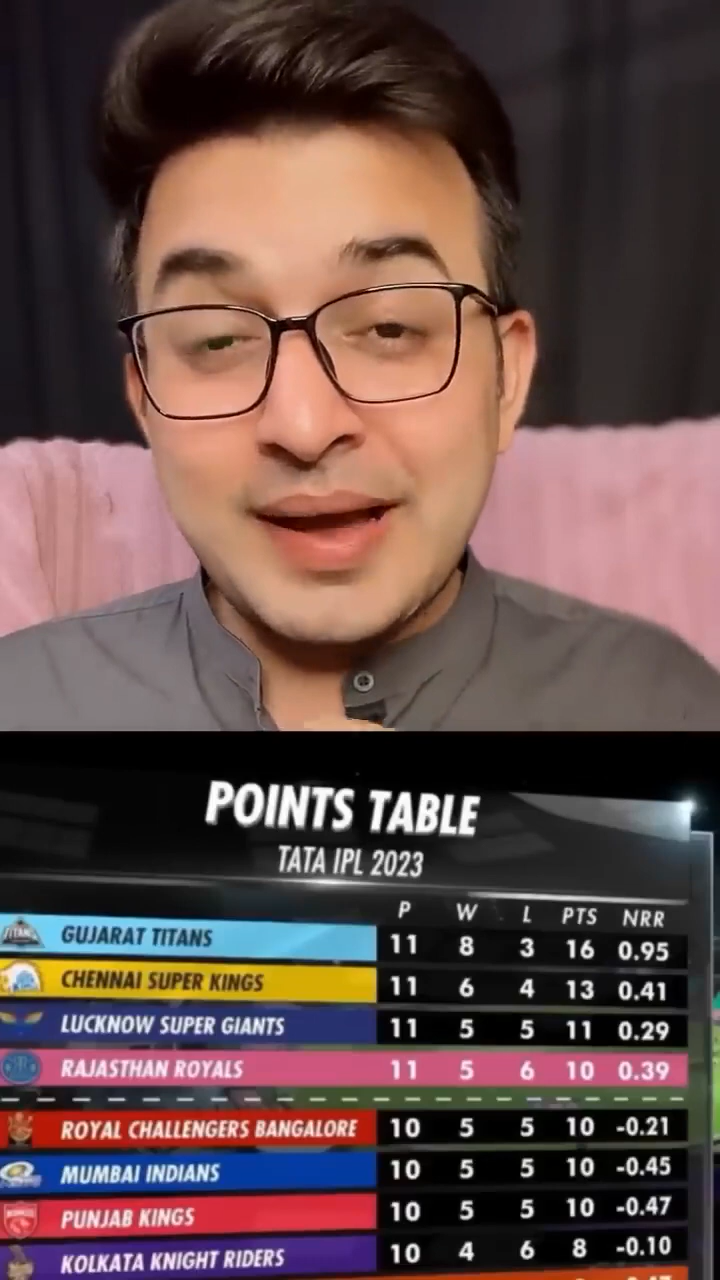 POINTS TABLE
TATA IPL 2023
P W L PTS NRR
GUJARAT TITANS 11 8 3 16 0.95
CHENNAI SUPER KINGS 11 6 4 13 0.41
LUCKNOW SUPER GIANTS 11 5 5 11 0.29
RAJASTHAN ROYALS 11 5 6 10 0.39
ROYAL CHALLENGERS BANGALORE 10 5 5 10 -0.21
MUMBAI INDIANS 10 5 5 10 -0.45
PUNJAB KINGS 10 5 5 10 -0.47
KOLKATA KNIGHT RIDERS 10 4 6 8 -0.10